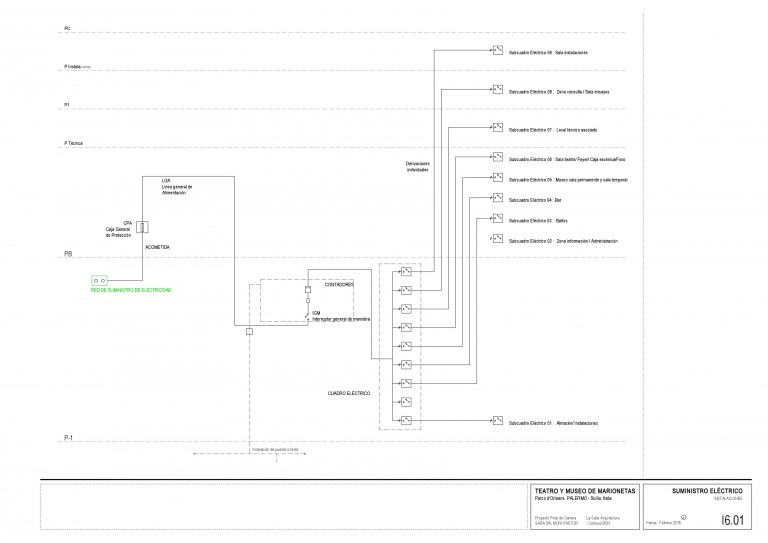 PC
Subcuadro Eléctrico 09 : Sala instalaciones
P Instalaciones
Subcuadro Eléctrico 08 : Zona consulta / Sala ensayos
P1
Subcuadro Eléctrico 07 : Local técnico asociado
P Técnica
Subcuadro Eléctrico 06 : Sala teatro/ Foyer/ Caja escénica/Foso
Derivaciones
individuales
LGA
Linea general de
Alimentación
Subcuadro Eléctrico 05 : Museo sala permanente y sala temporal
Subcuadro Eléctrico 04 : Bar
CPA
Caja General
de Protección
Subcuadro Eléctrico 03 : Baños
Subcuadro Eléctrico 02 : Zona información / Administración
ACOMETIDA
PB
CONTADORES
RED DE SUMINISTRO DE ELECTRICIDAD
IGM
Interruptor general de maniobra
CUADRO ELÉCTRICO
Subcuadro Eléctrico 01 : Almacén/Instalaciones
P-1
Instalación de puesta a tierra
TEATRO Y MUSEO DE MARIONETAS
Parco d'Orleans, PALERMO - Sicilia, Italia
Proyecto Final de Carrera
SARA BALMORI PASTOR
La Salle Arquitectura
- Campus BCN
SUMINISTRO ELÉCTRICO
INSTALACIONES
Fecha : Febrero
I6.01